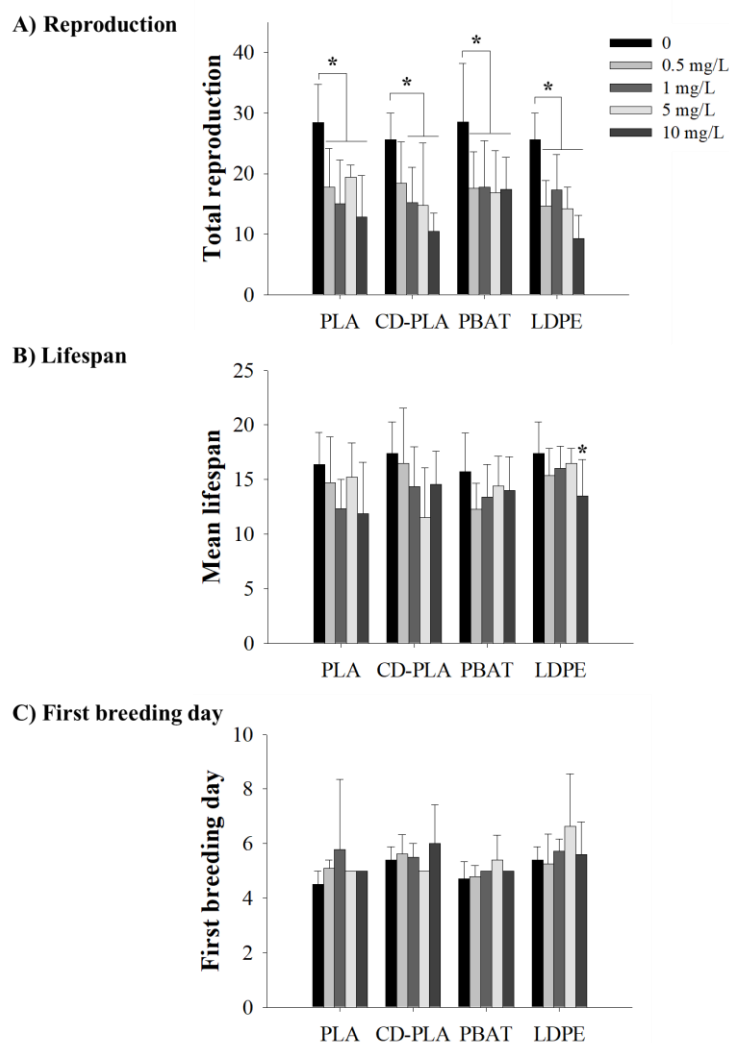 A) Reproduction
*
*
*
*
0
0.5 mg/L
1 mg/L
5 mg/L
10 mg/L
Total reproduction
40
30
20
10
0
PLA CD-PLA PBAT LDPE
B) Lifespan
Mean lifespan
25
20
15
10
5
0
*
PLA CD-PLA PBAT LDPE
C) First breeding day
First breeding day
10
8
6
4
2
0
PLA CD-PLA PBAT LDPE